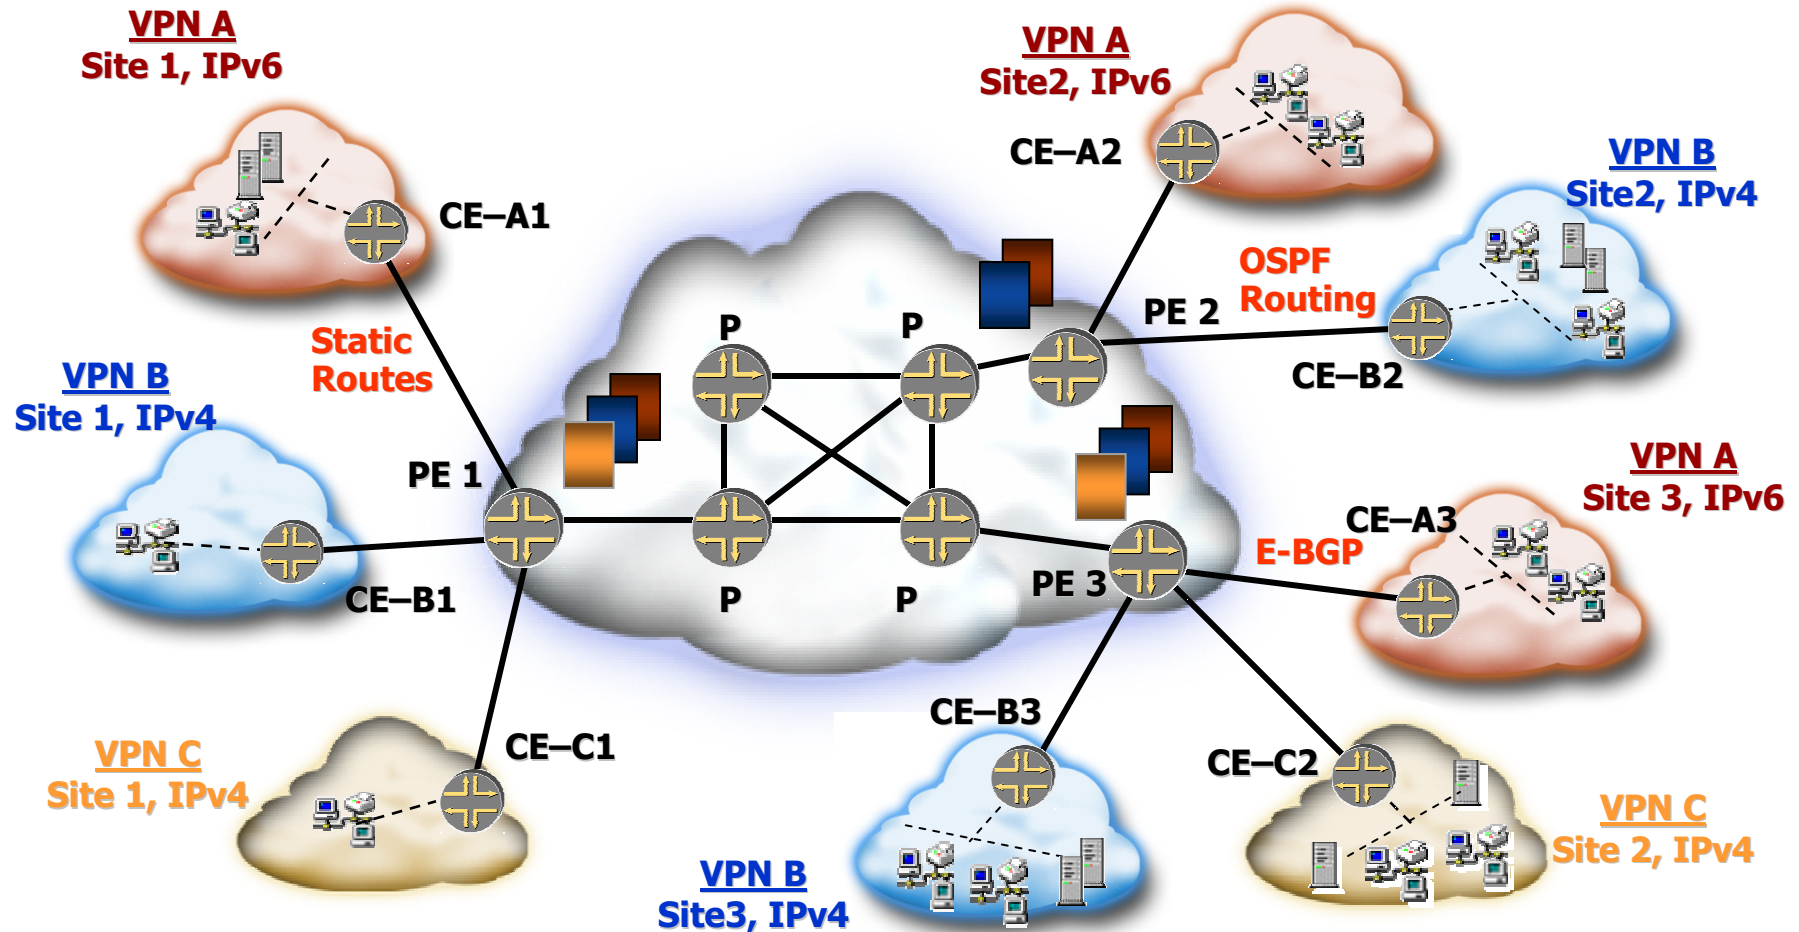 VPN A
Site 1, IPv6
VPN A
Site2, IPv6
CE–A2
VPN B
Site2, IPv4
CE–A1
OSPF
Routing
PE 2
P
P
Static
Routes
CE–B2
VPN B
Site 1, IPv4
PE 1
VPN A
Site 3, IPv6
CE–A3
E-BGP
PE 3
CE–B1
P
P
CE–B3
CE–C1
CE–C2
VPN C
Site 1, IPv4
VPN C
Site 2, IPv4
VPN B
Site3, IPv4